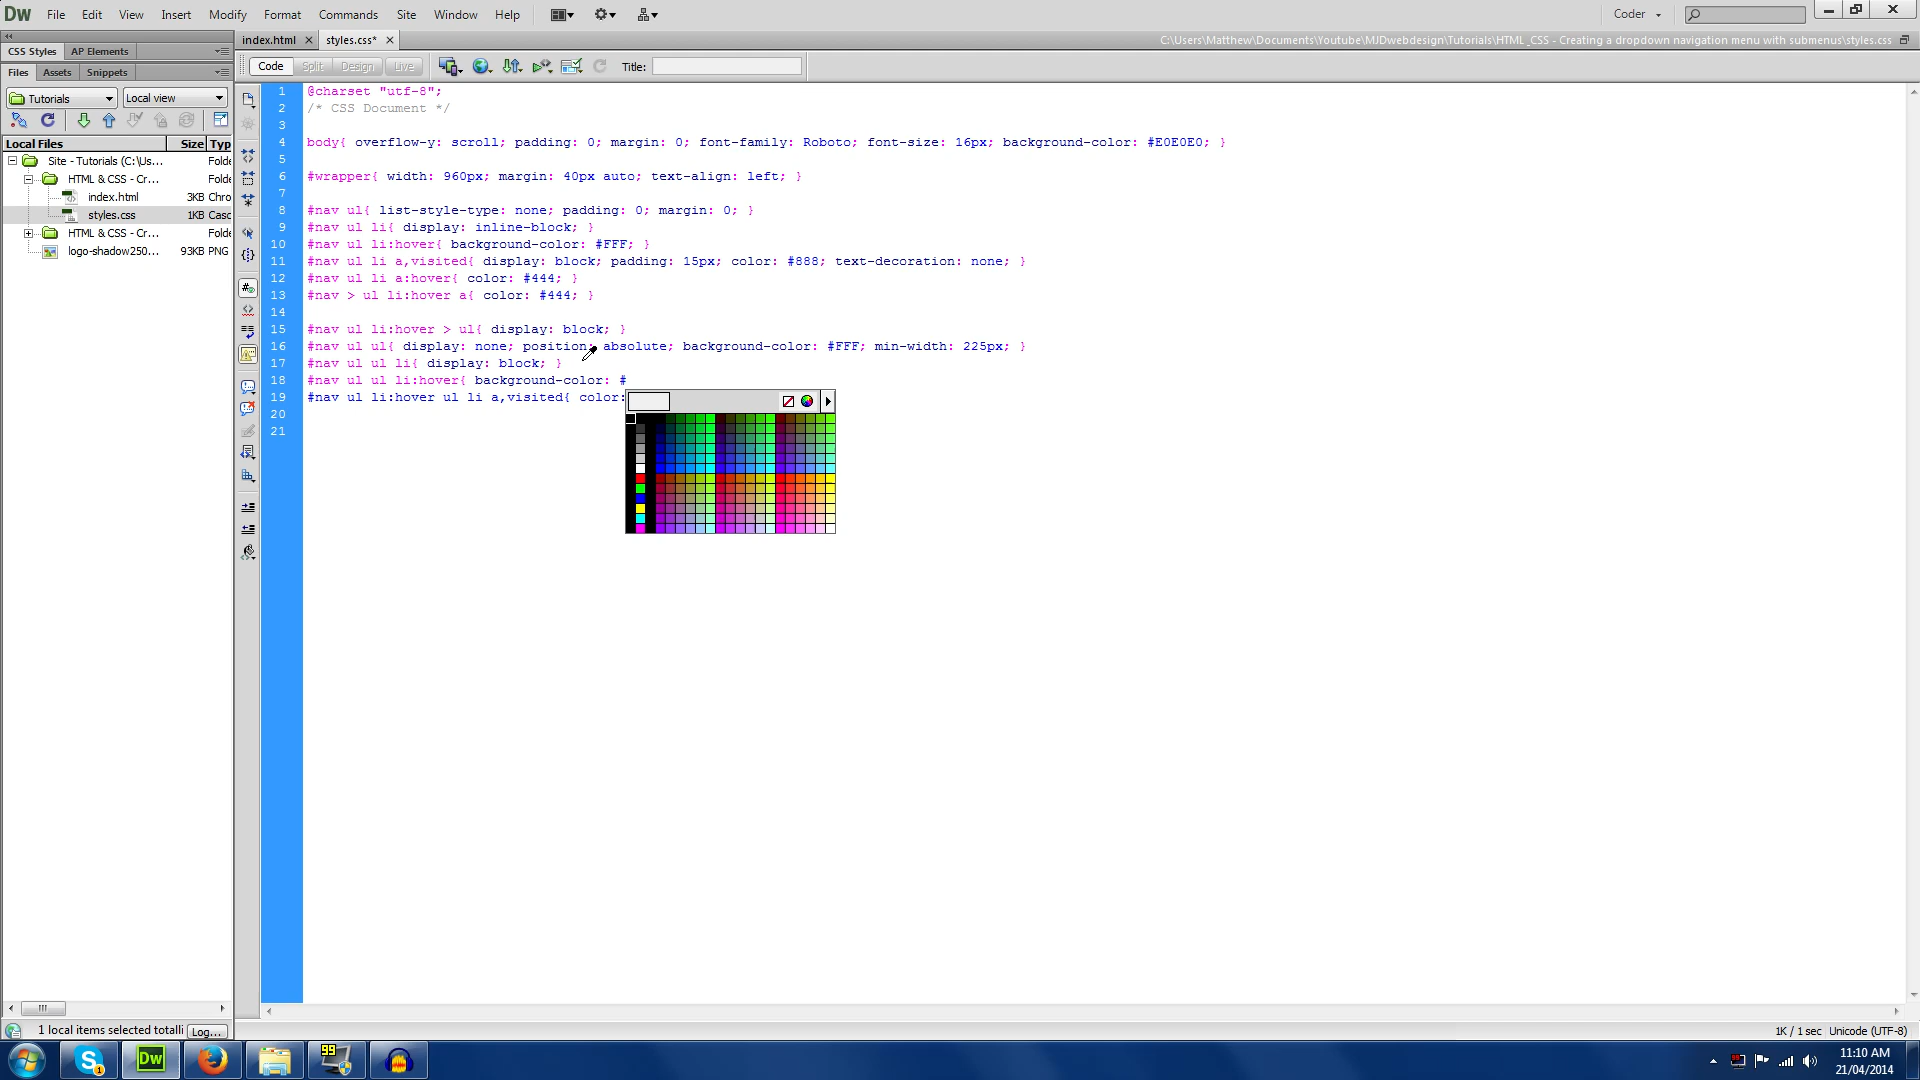 Dw File Edit View Insert Modify Format Commands Site Window Help Coder
CSS Styles AP Elements
index.html styles.css*
C:\Users\Matthew\Documents\Youtube\MJDwebdesign\Tutorials\HTML_CSS - Creating a dropdown navigation menu with submenus\styles.css
Files Assets Snippets
Code Split Design Live Title:
Tutorials Local view
Local Files Size Typ
Site - Tutorials (C:\Us... Folde
HTML & CSS - Cr... Folde
index.html 3KB Chro
styles.css 1KB Casc
HTML & CSS - Cr... Folde
logo-shadow250... 93KB PNG
1 @charset "utf-8";
2 /* CSS Document */
3
4 body{ overflow-y: scroll; padding: 0; margin: 0; font-family: Roboto; font-size: 16px; background-color: #E0E0E0; }
5
6 #wrapper{ width: 960px; margin: 40px auto; text-align: left; }
7
8 #nav ul{ list-style-type: none; padding: 0; margin: 0; }
9 #nav ul li{ display: inline-block; }
10 #nav ul li:hover{ background-color: #FFF; }
11 #nav ul li a,visited{ display: block; padding: 15px; color: #888; text-decoration: none; }
12 #nav ul li a:hover{ color: #444; }
13 #nav > ul li:hover a{ color: #444; }
14
15 #nav ul li:hover > ul{ display: block; }
16 #nav ul ul{ display: none; position: absolute; background-color: #FFF; min-width: 225px; }
17 #nav ul ul li{ display: block; }
18 #nav ul ul li:hover{ background-color: #
19 #nav ul li:hover ul li a,visited{ color:
20
21
1 local items selected totalli Log...
1K / 1 sec Unicode (UTF-8)
S 1 Dw 99
11:10 AM
21/04/2014